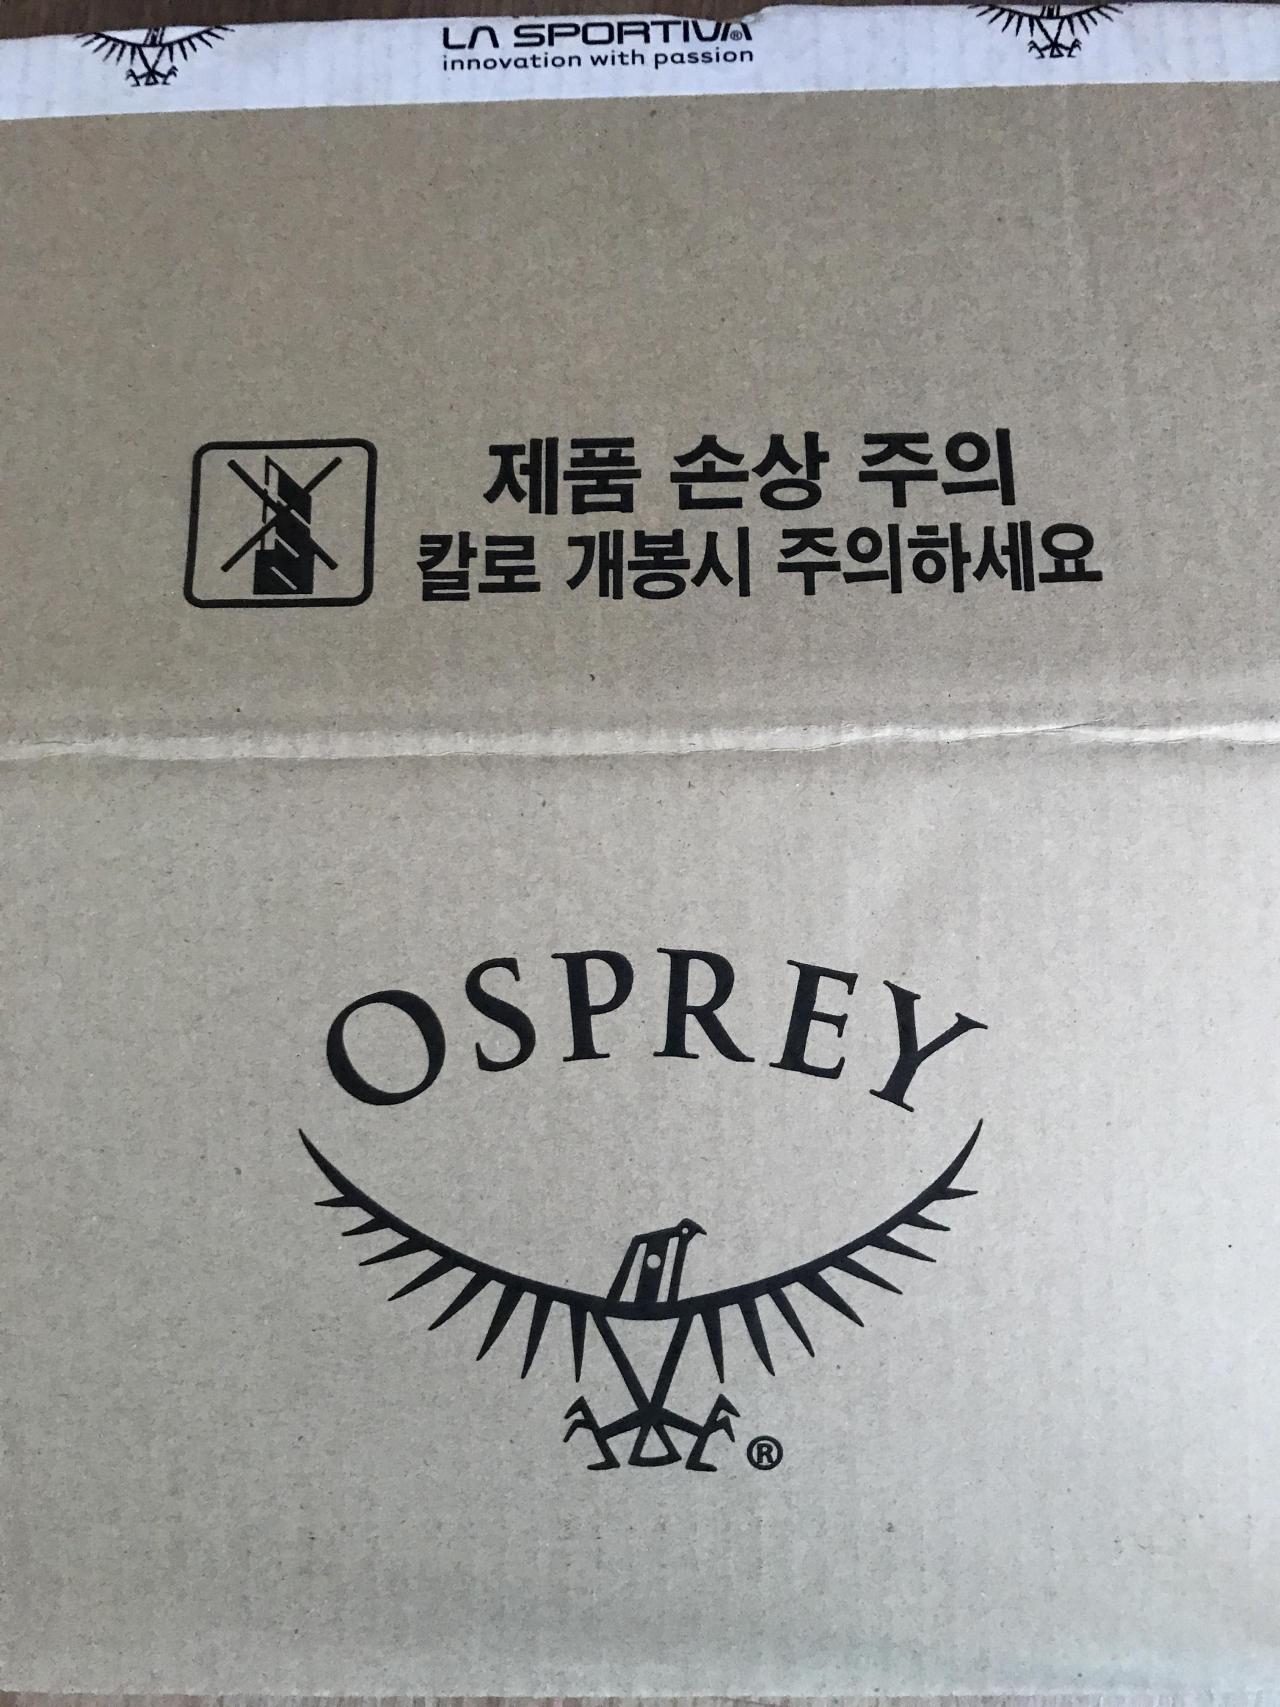 LA SPORTIVA®
innovation with passion
제품 손상 주의
칼로 개봉시 주의하세요
OSPREY
®